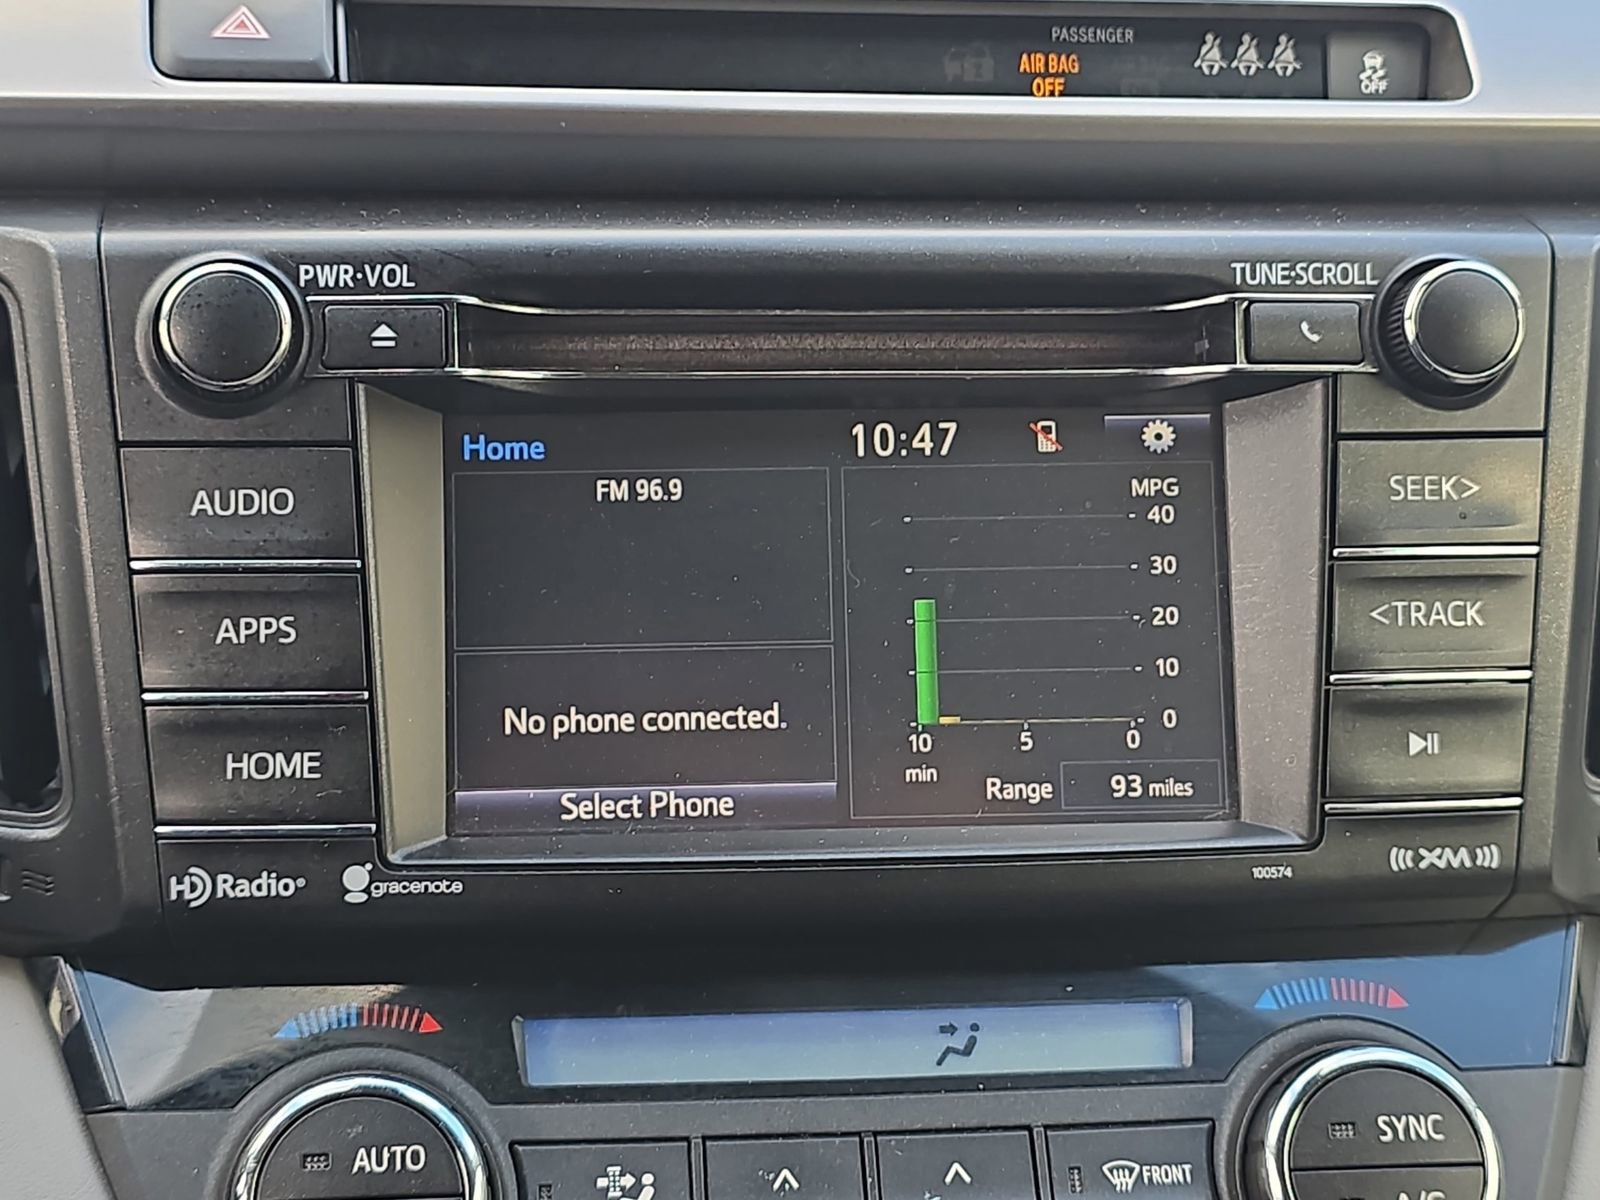 PASSENGER
AIR BAG
OFF
OFF
PWR·VOL
TUNE·SCROLL
Home
10:47
FM 96.9
MPG
40
30
20
10
0
10
5
0
min
No phone connected.
Range 93 miles
Select Phone
AUDIO
APPS
HOME
SEEK>
<TRACK
HD Radio®
gracenote
100574
((( XM )))
AUTO
FRONT
SYNC
A/C